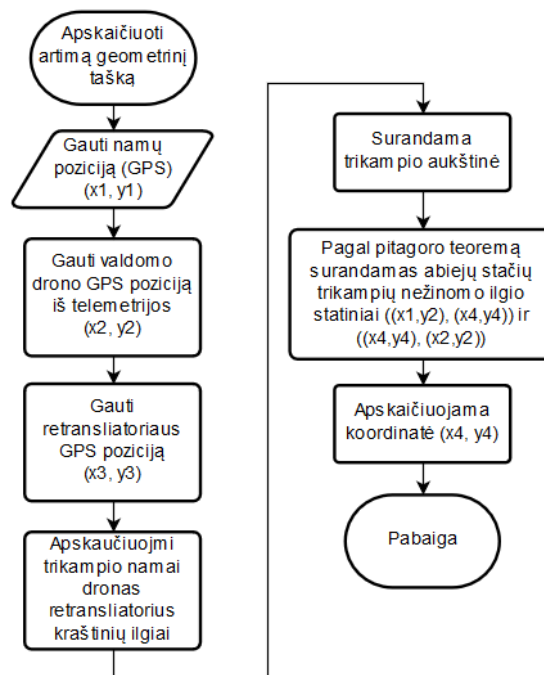 Apskaičiuoti
artimą geometrinį
tašką
Gauti namų
poziciją (GPS)
(x1, y1)
Gauti valdomo
drono GPS poziciją
iš telemetrijos
(x2, y2)
Gauti
retransliatoriaus
GPS poziciją
(x3, y3)
Apskaučiuojmi
trikampio namai
dronas
retransliatorius
kraštinių ilgiai
Surandama
trikampio aukštinė
Pagal pitagoro teoremą
surandamas abiejų stačių
trikampių nežinomo ilgio
statiniai ((x1,y2), (x4,y4)) ir
((x4,y4), (x2,y2))
Apskaičiuojama
koordinatė (x4, y4)
Pabaiga